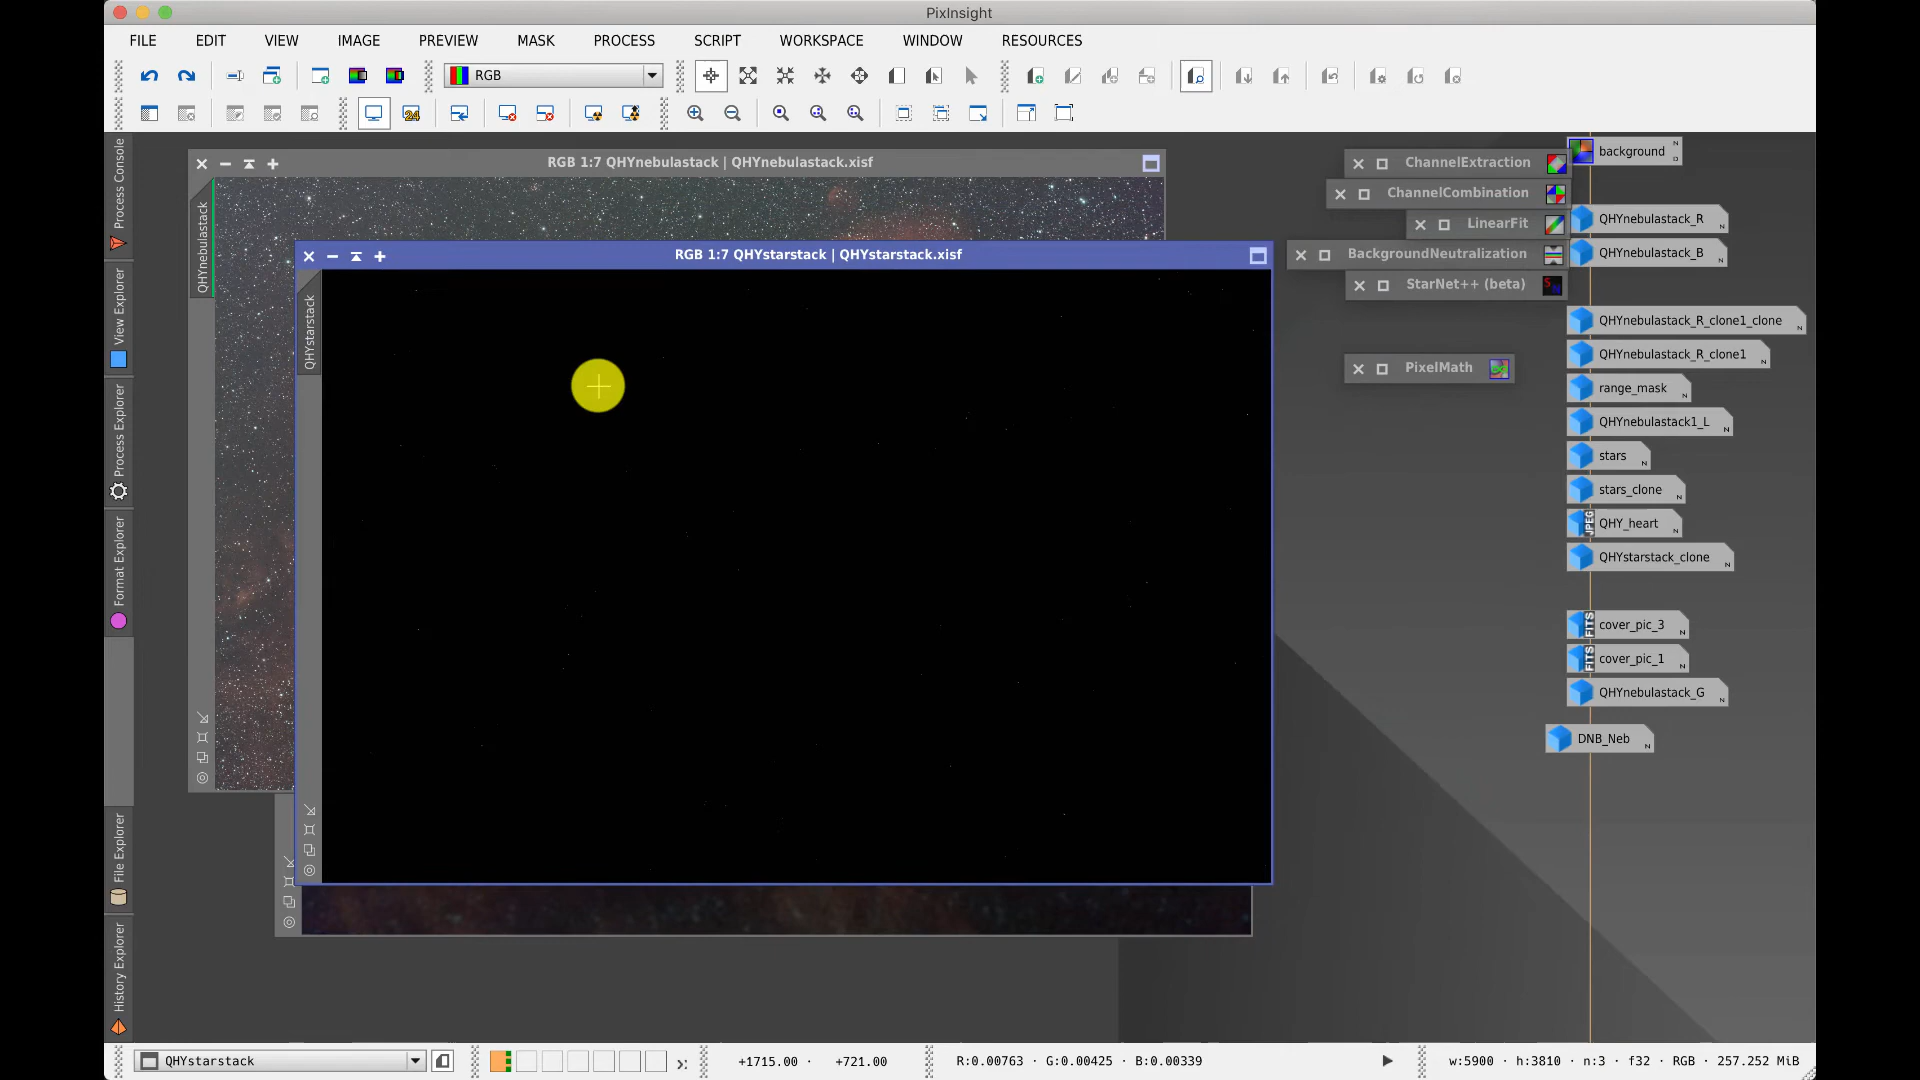 PixInsight
FILE EDIT VIEW IMAGE PREVIEW MASK PROCESS SCRIPT WORKSPACE WINDOW RESOURCES
RGB
24
Process Console
View Explorer
Process Explorer
Format Explorer
File Explorer
History Explorer
RGB 1:7 QHYnebulastack | QHYnebulastack.xisf
QHYnebulastack
RGB 1:7 QHYstarstack | QHYstarstack.xisf
QHYstarstack
ChannelExtraction
ChannelCombination
LinearFit
BackgroundNeutralization
StarNet++ (beta)
PixelMath
background
QHYnebulastack_R
QHYnebulastack_B
QHYnebulastack_R_clone1_clone
QHYnebulastack_R_clone1
range_mask
QHYnebulastack1_L
stars
stars_clone
JPEG
QHY_heart
QHYstarstack_clone
FITS
cover_pic_3
FITS
cover_pic_1
QHYnebulastack_G
DNB_Neb
QHYstarstack
+1715.00 · +721.00
R:0.00763 · G:0.00425 · B:0.00339
w:5900 · h:3810 · n:3 · f32 · RGB · 257.252 MiB